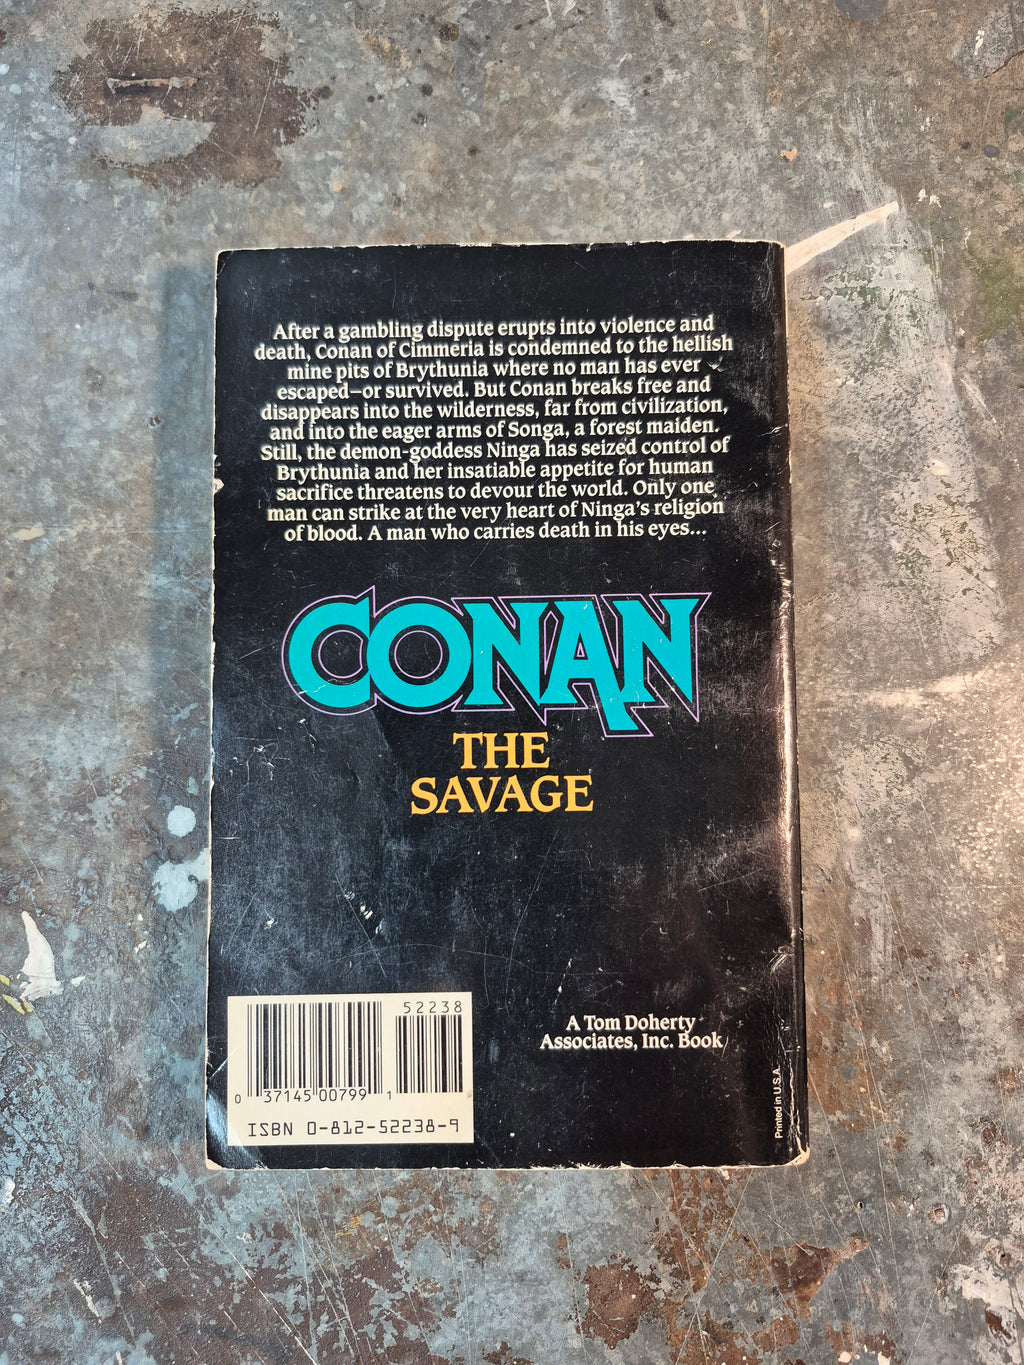 After a gambling dispute erupts into violence and
death, Conan of Cimmeria is condemned to the hellish
mine pits of Brythunia where no man has ever
escaped—or survived. But Conan breaks free and
disappears into the wilderness, far from civilization,
and into the eager arms of Songa, a forest maiden.
Still, the demon-goddess Ninga has seized control of
Brythunia and her insatiable appetite for human
sacrifice threatens to devour the world. Only one
man can strike at the very heart of Ninga's religion
of blood. A man who carries death in his eyes...
CONAN
THE
SAVAGE
52238
0 37145 00799 1
ISBN 0-812-52238-9
A Tom Doherty
Associates, Inc. Book
Printed in U.S.A.